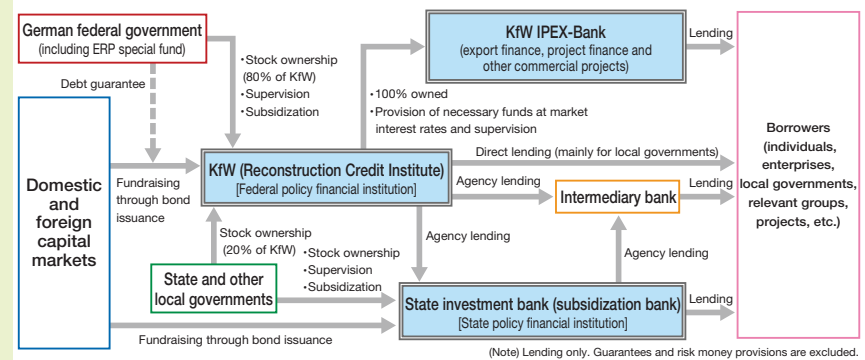 German federal government
(including ERP special fund)
Debt guarantee
・Stock ownership
(80% of KfW)
・Supervision
・Subsidization
KfW IPEX-Bank
(export finance, project finance and
other commercial projects)
Lending
・100% owned
・Provision of necessary funds at market
interest rates and supervision
Domestic
and
foreign
capital
markets
Fundraising
through bond
issuance
KfW (Reconstruction Credit Institute)
[Federal policy financial institution]
Direct lending (mainly for local governments)
Agency lending
Intermediary bank
Lending
Borrowers
(individuals,
enterprises,
local governments,
relevant groups,
projects, etc.)
Stock ownership
(20% of KfW)
・Stock ownership
・Supervision
・Subsidization
Agency lending
Agency lending
State and other
local governments
State investment bank (subsidization bank)
[State policy financial institution]
Lending
Fundraising through bond issuance
(Note) Lending only. Guarantees and risk money provisions are excluded.